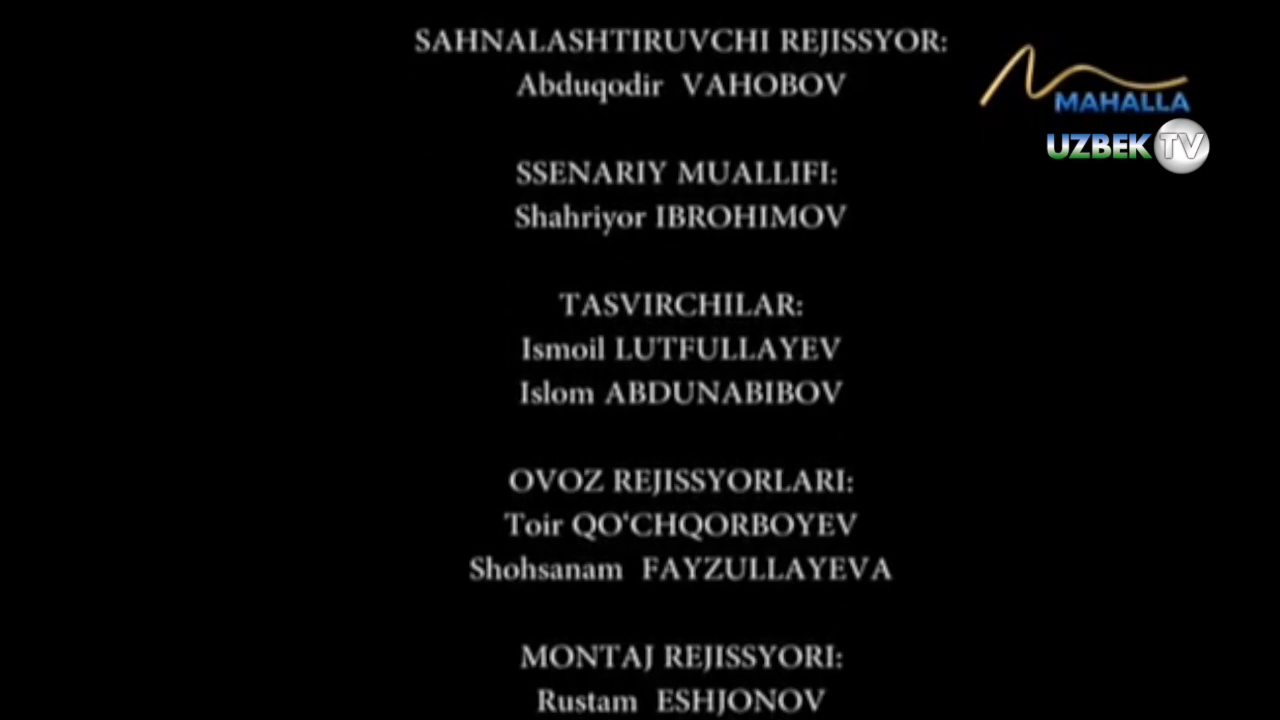 SAHNALASHTIRUVCHI REJISSYOR:
Abduqodir VAHOBOV
MAHALLA
UZBEK TV
SSENARIY MUALLIFI:
Shahriyor IBROHIMOV
TASVIRCHILAR:
Ismoil LUTFULLAYEV
Islom ABDUNABIBOV
OVOZ REJISSYORLARI:
Toir QO‘CHQORBOYEV
Shohsanam FAYZULLAYEVA
MONTAJ REJISSYORI:
Rustam ESHJONOV